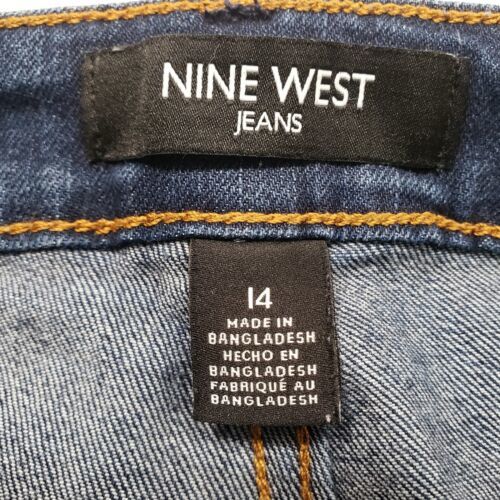 NINE WEST
JEANS
14
MADE IN
BANGLADESH
HECHO EN
BANGLADESH
FABRIQUÉ AU
BANGLADESH